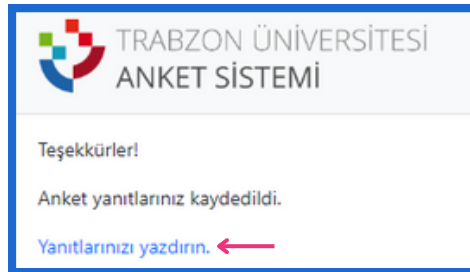 TRABZON ÜNİVERSİTESİ
ANKET SİSTEMİ
Teşekkürler!
Anket yanıtlarınız kaydedildi.
Yanıtlarınızı yazdırın.